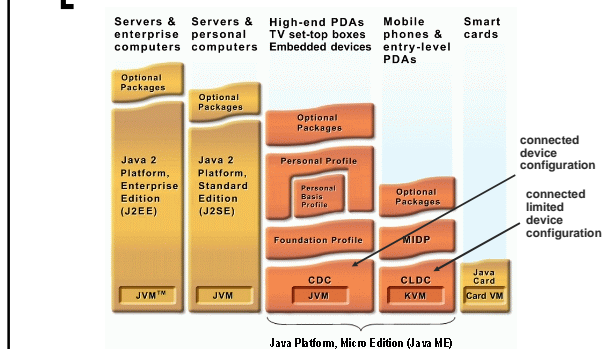 Servers &
enterprise
computers
Servers &
personal
computers
High-end PDAs
TV set-top boxes
Embedded devices
Mobile
phones &
entry-level
PDAs
Smart
cards
Optional
Packages
Java 2
Platform,
Enterprise
Edition
(J2EE)
JVM™
Optional
Packages
Java 2
Platform,
Standard
Edition
(J2SE)
JVM
Optional
Packages
Personal Profile
Personal
Basis
Profile
Foundation Profile
CDC
JVM
Optional
Packages
MIDP
CLDC
KVM
Java
Card
Card VM
connected
device
configuration
connected
limited
device
configuration
Java Platform, Micro Edition (Java ME)